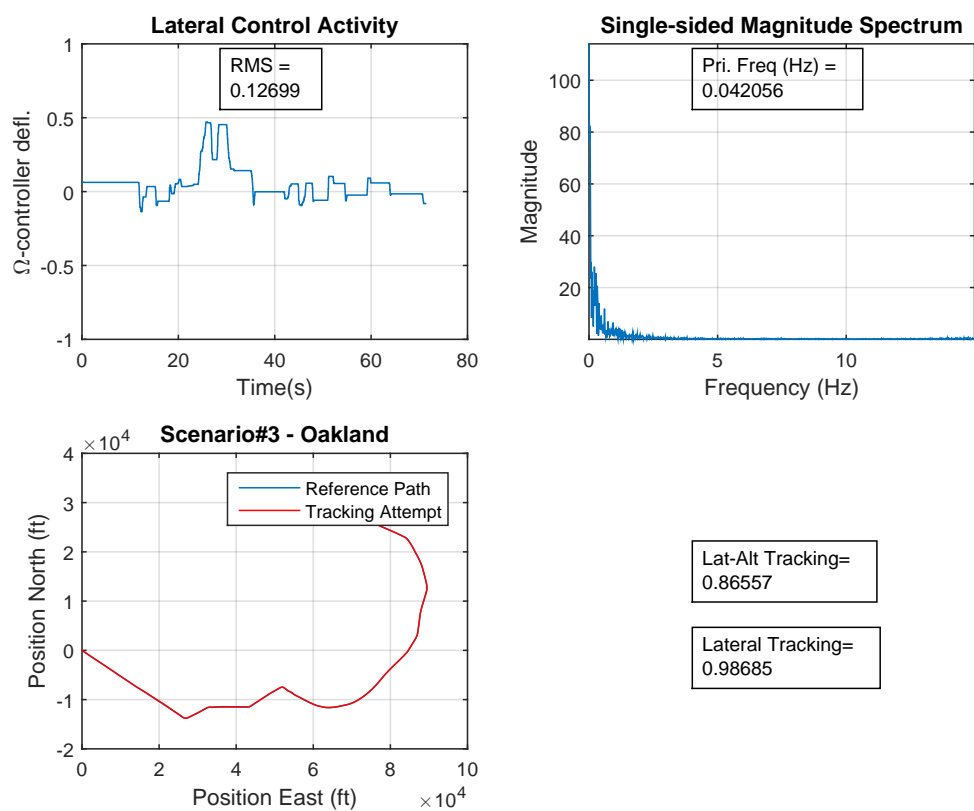 Lateral Control Activity
RMS =
0.12699
1
0.5
0
-0.5
-1
Ω-controller defl.
0 20 40 60 80
Time(s)
Single-sided Magnitude Spectrum
Pri. Freq (Hz) =
0.042056
100
80
60
40
20
Magnitude
0 5 10
Frequency (Hz)
Scenario#3 - Oakland
×10⁴
4
3
2
1
0
-1
-2
Position North (ft)
Reference Path
Tracking Attempt
0 2 4 6 8 10
Position East (ft)
×10⁴
Lat-Alt Tracking=
0.86557
Lateral Tracking=
0.98685